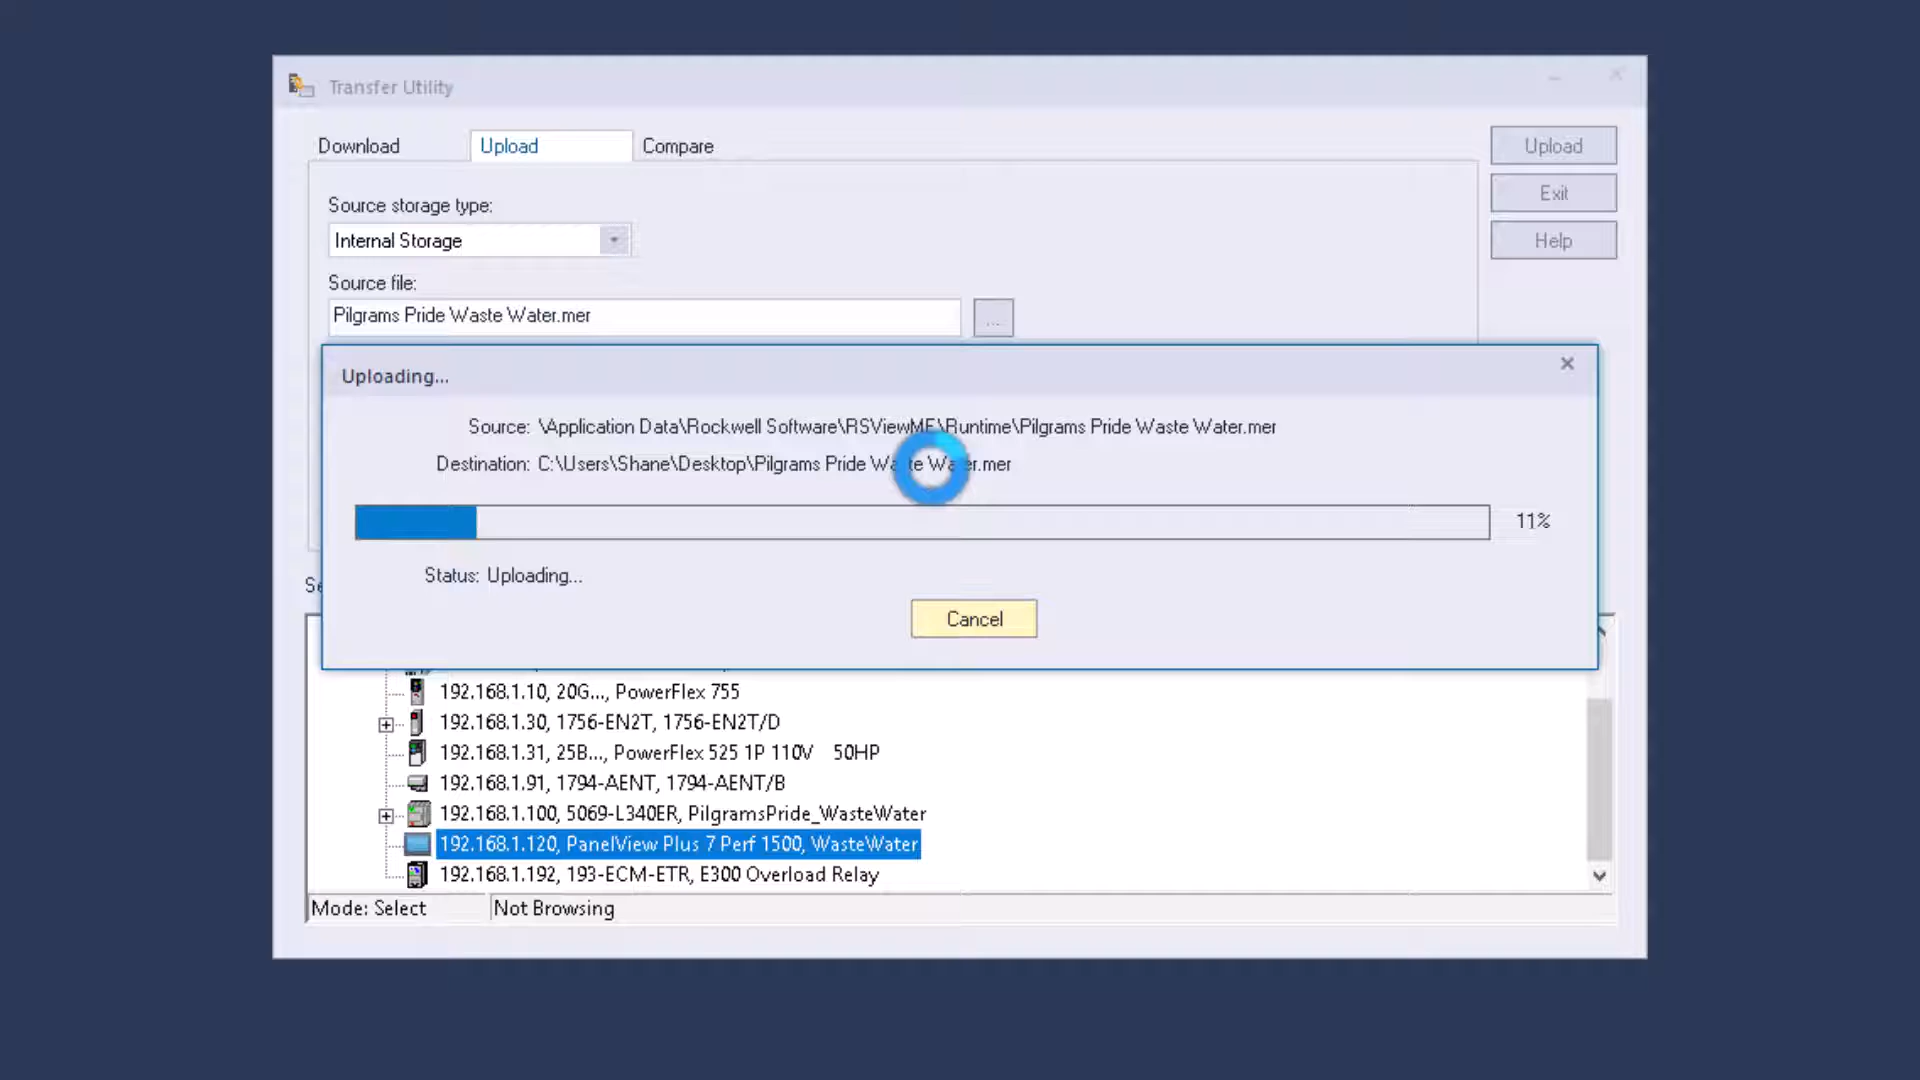 Transfer Utility
Download
Upload
Compare
Upload
Exit
Help
Source storage type:
Internal Storage
Source file:
Pilgrams Pride Waste Water.mer
...
Uploading...
Source: \Application Data\Rockwell Software\RSViewME\Runtime\Pilgrams Pride Waste Water.mer
Destination: C:\Users\Shane\Desktop\Pilgrams Pride Waste Water.mer
11%
Status: Uploading...
Cancel
192.168.1.10, 20G..., PowerFlex 755
192.168.1.30, 1756-EN2T, 1756-EN2T/D
192.168.1.31, 25B..., PowerFlex 525 1P 110V 50HP
192.168.1.91, 1794-AENT, 1794-AENT/B
192.168.1.100, 5069-L340ER, PilgramsPride_WasteWater
192.168.1.120, PanelView Plus 7 Perf 1500, WasteWater
192.168.1.192, 193-ECM-ETR, E300 Overload Relay
Mode: Select
Not Browsing